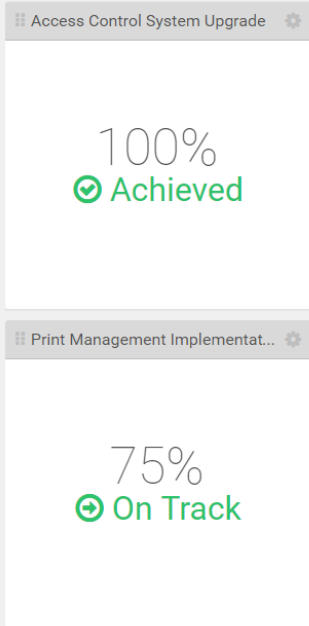 Access Control System Upgrade
100%
Achieved
Print Management Implementat...
75%
On Track